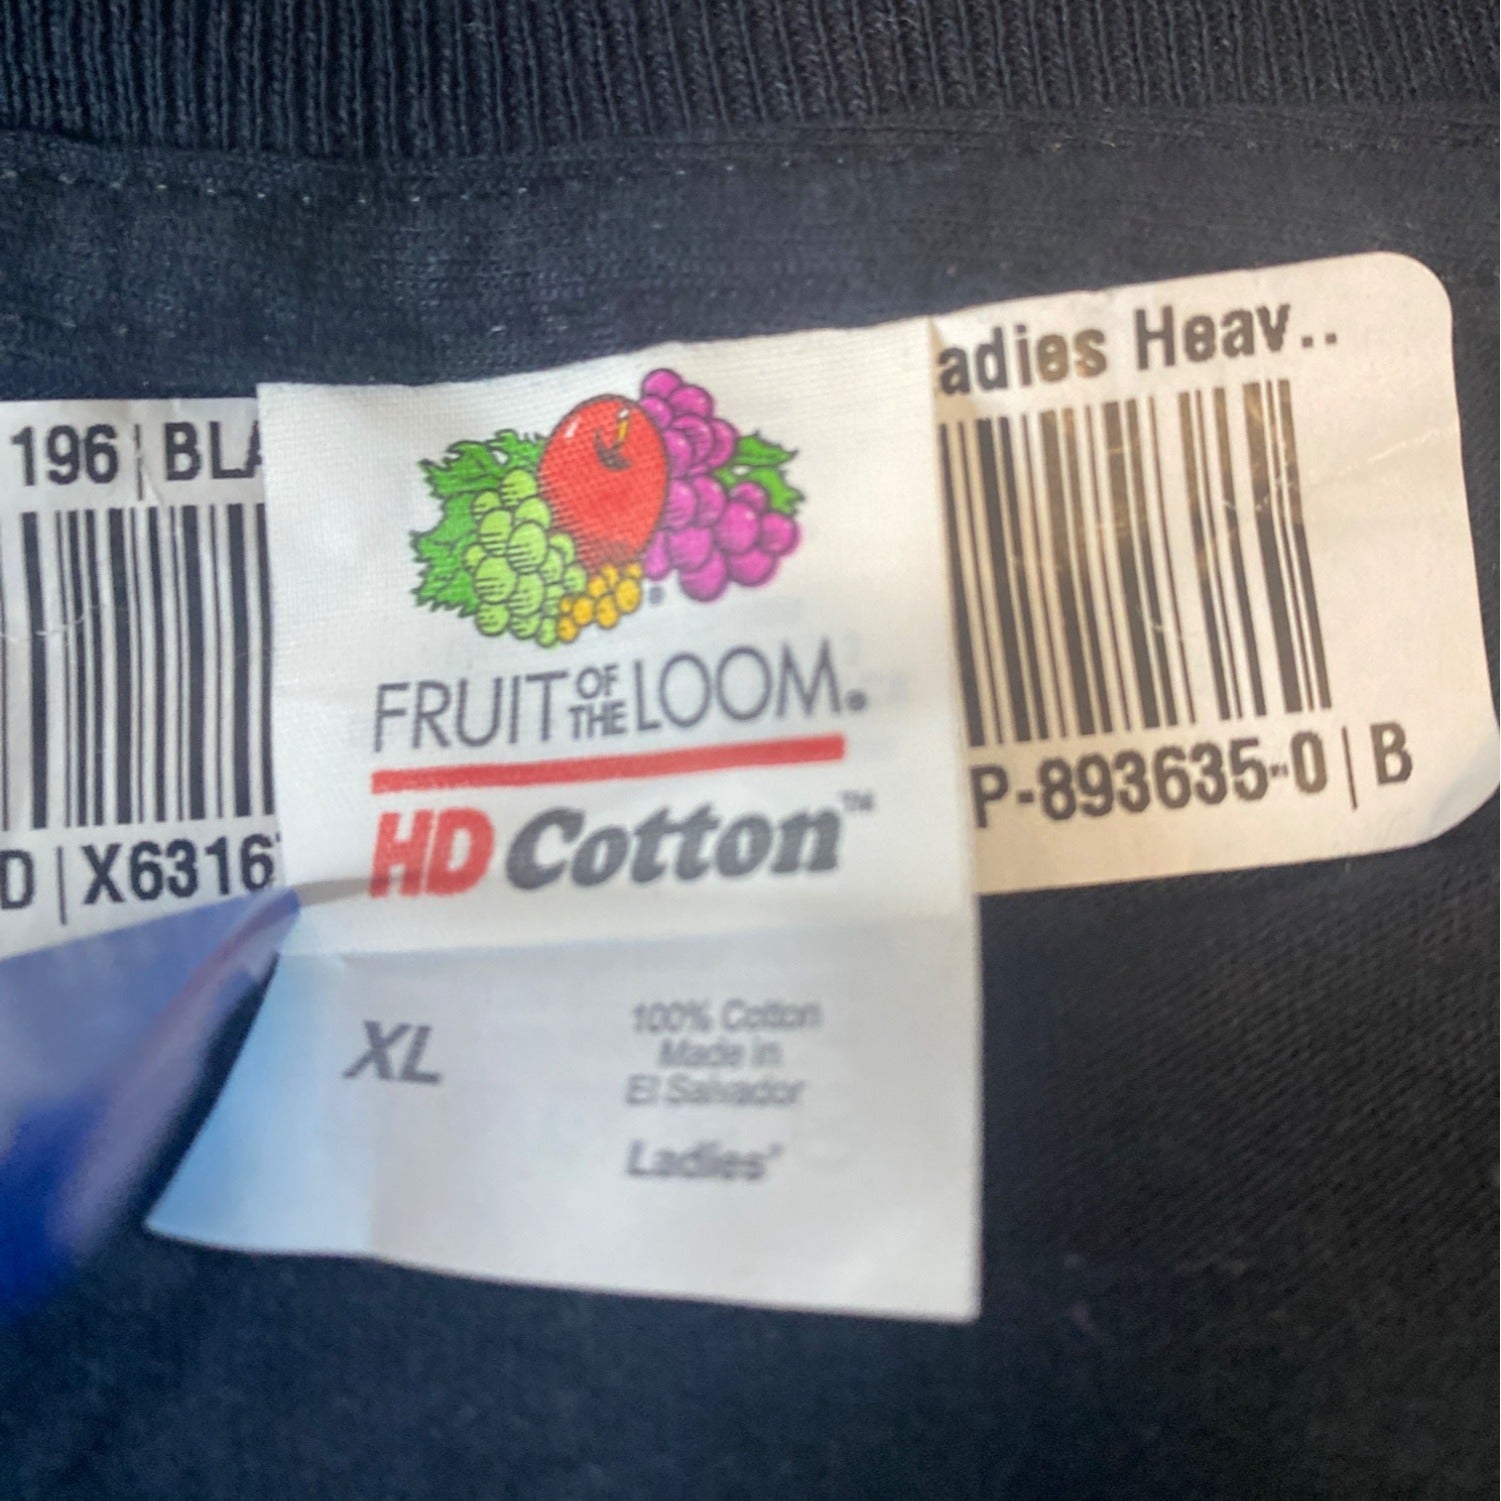 adies Heav..
196 | BLA
FRUIT OF THE LOOM®
HD Cotton™
P-893635-0 | B
D | X6316
XL
100% Cotton
Made in
El Salvador
Ladies'